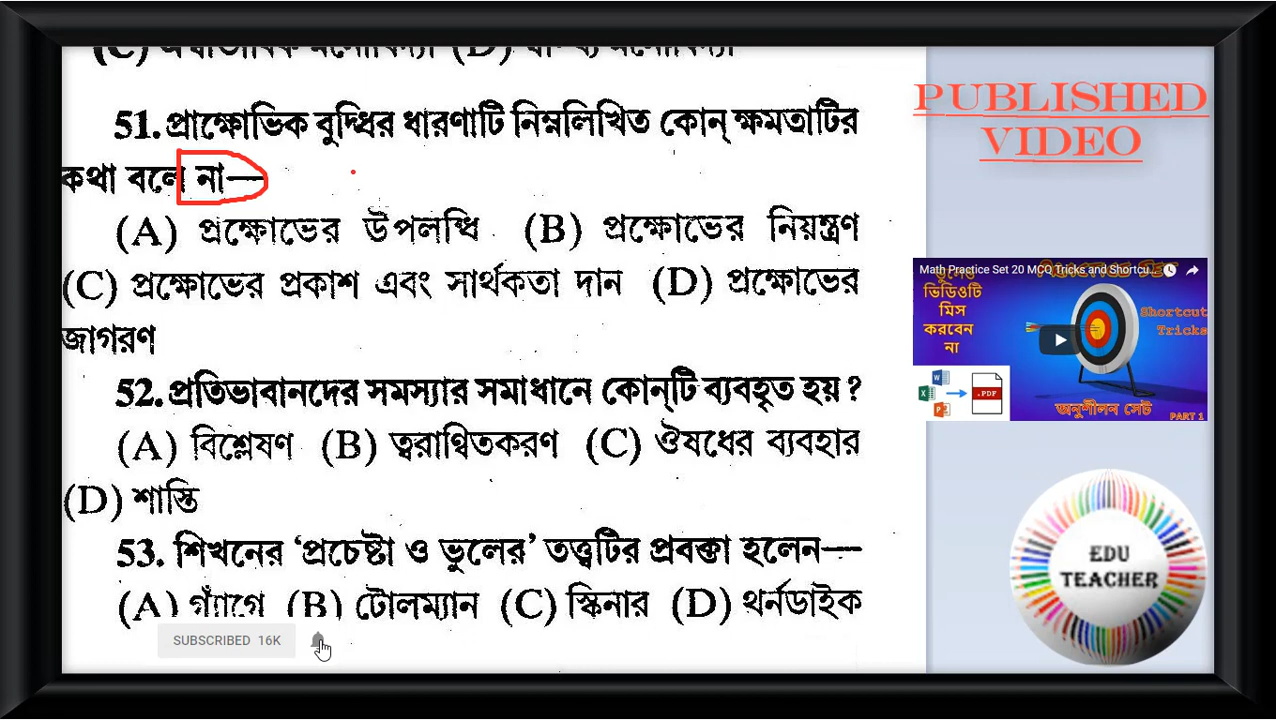 51. প্রাক্ষোভিক বুদ্ধির ধারণাটি নিম্নলিখিত কোন্ ক্ষমতাটির
কথা বলে না—
(A) প্রক্ষোভের উপলব্ধি (B) প্রক্ষোভের নিয়ন্ত্রণ
(C) প্রক্ষোভের প্রকাশ এবং সার্থকতা দান (D) প্রক্ষোভের
জাগরণ
52. প্রতিভাবানদের সমস্যার সমাধানে কোন্‌টি ব্যবহৃত হয় ?
(A) বিশ্লেষণ (B) ত্বরাণ্বিতকরণ (C) ঔষধের ব্যবহার
(D) শাস্তি
53. শিখনের ‘প্রচেষ্টা ও ভুলের’ তত্ত্বটির প্রবক্তা হলেন—
(A) গ্যাঁগে (B) টোলম্যান (C) স্কিনার (D) থর্নডাইক
SUBSCRIBED 16K
PUBLISHED
VIDEO
Math Practice Set 20 MCQ Tricks and Shortcu...
ভিডিওটি
মিস
করবেন
না
Shortcut
Tricks
.PDF
অনুশীলন সেট
PART 1
EDU
TEACHER